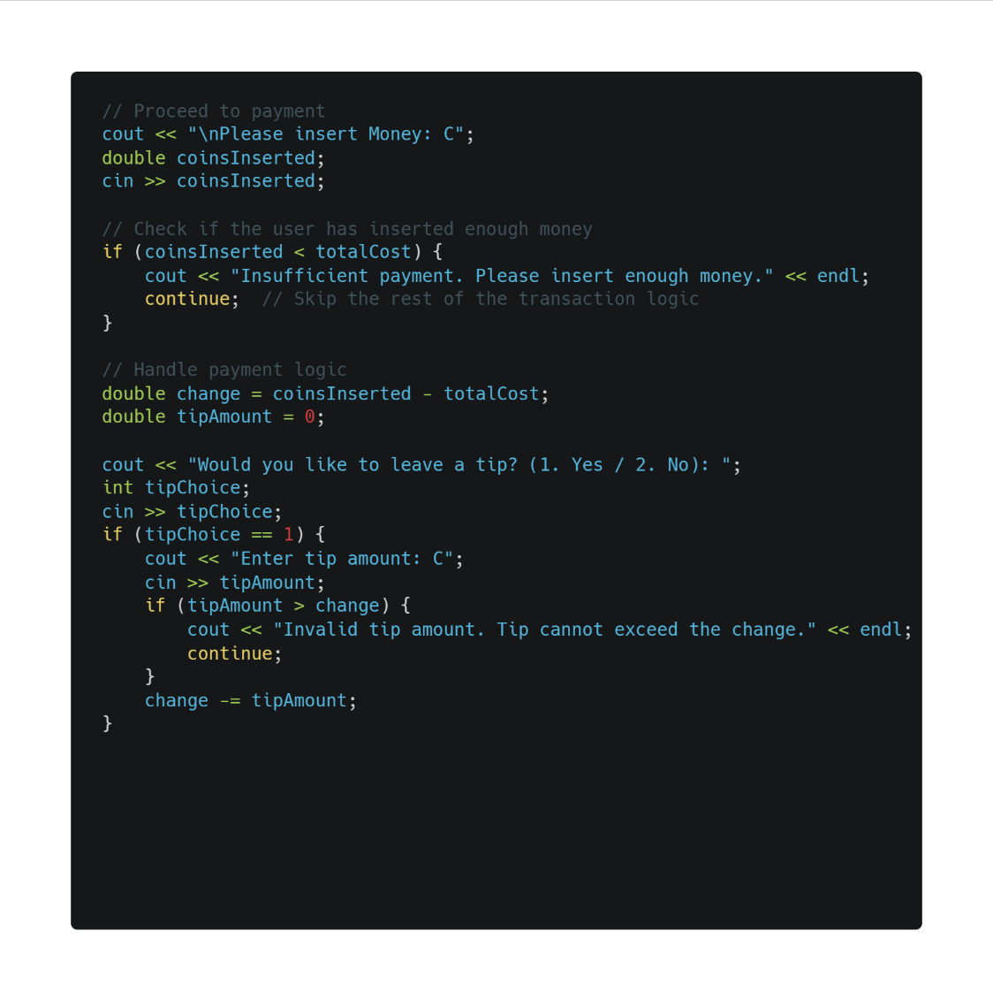 // Proceed to payment
cout << "\nPlease insert Money: C";
double coinsInserted;
cin >> coinsInserted;

// Check if the user has inserted enough money
if (coinsInserted < totalCost) {
    cout << "Insufficient payment. Please insert enough money." << endl;
    continue;  // Skip the rest of the transaction logic
}

// Handle payment logic
double change = coinsInserted - totalCost;
double tipAmount = 0;

cout << "Would you like to leave a tip? (1. Yes / 2. No): ";
int tipChoice;
cin >> tipChoice;
if (tipChoice == 1) {
    cout << "Enter tip amount: C";
    cin >> tipAmount;
    if (tipAmount > change) {
        cout << "Invalid tip amount. Tip cannot exceed the change." << endl;
        continue;
    }
    change -= tipAmount;
}